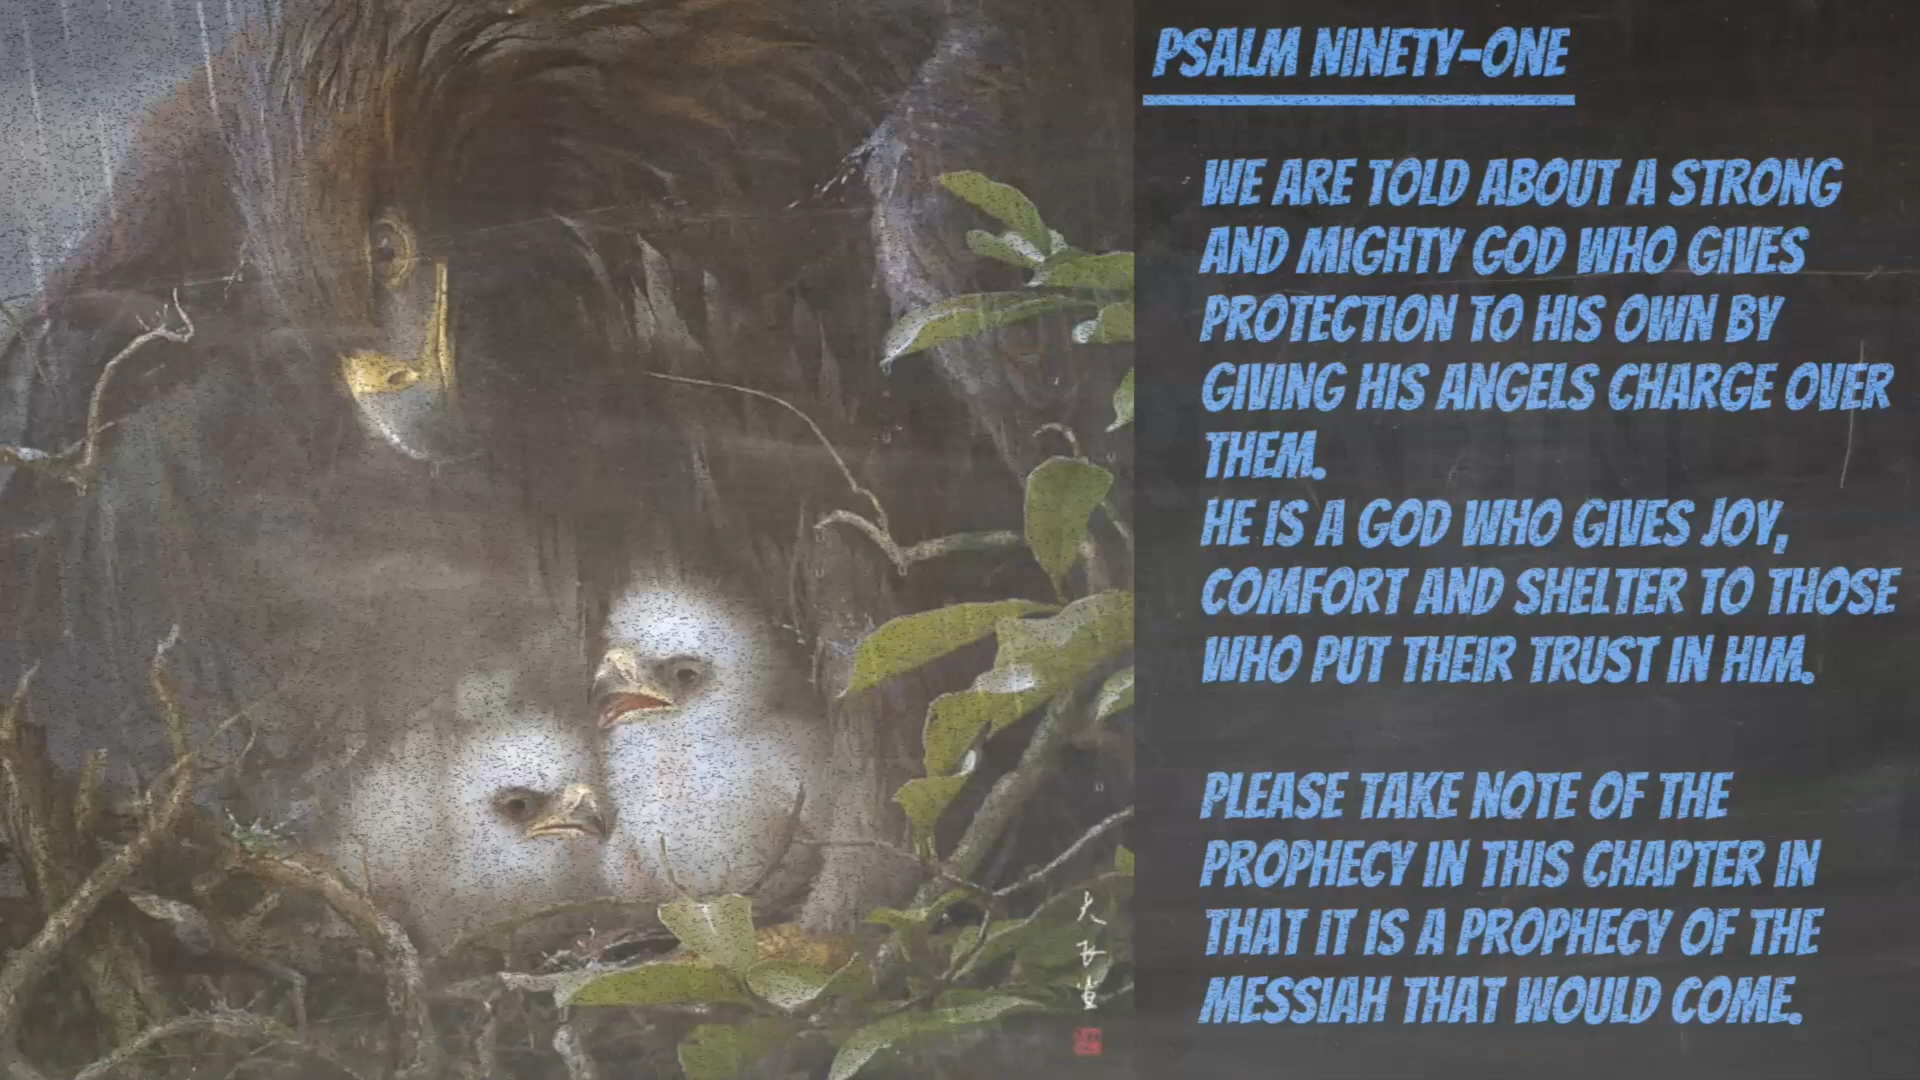 PSALM NINETY-ONE
WE ARE TOLD ABOUT A STRONG
AND MIGHTY GOD WHO GIVES
PROTECTION TO HIS OWN BY
GIVING HIS ANGELS CHARGE OVER
THEM.
HE IS A GOD WHO GIVES JOY,
COMFORT AND SHELTER TO THOSE
WHO PUT THEIR TRUST IN HIM.
PLEASE TAKE NOTE OF THE
PROPHECY IN THIS CHAPTER IN
THAT IT IS A PROPHECY OF THE
MESSIAH THAT WOULD COME.